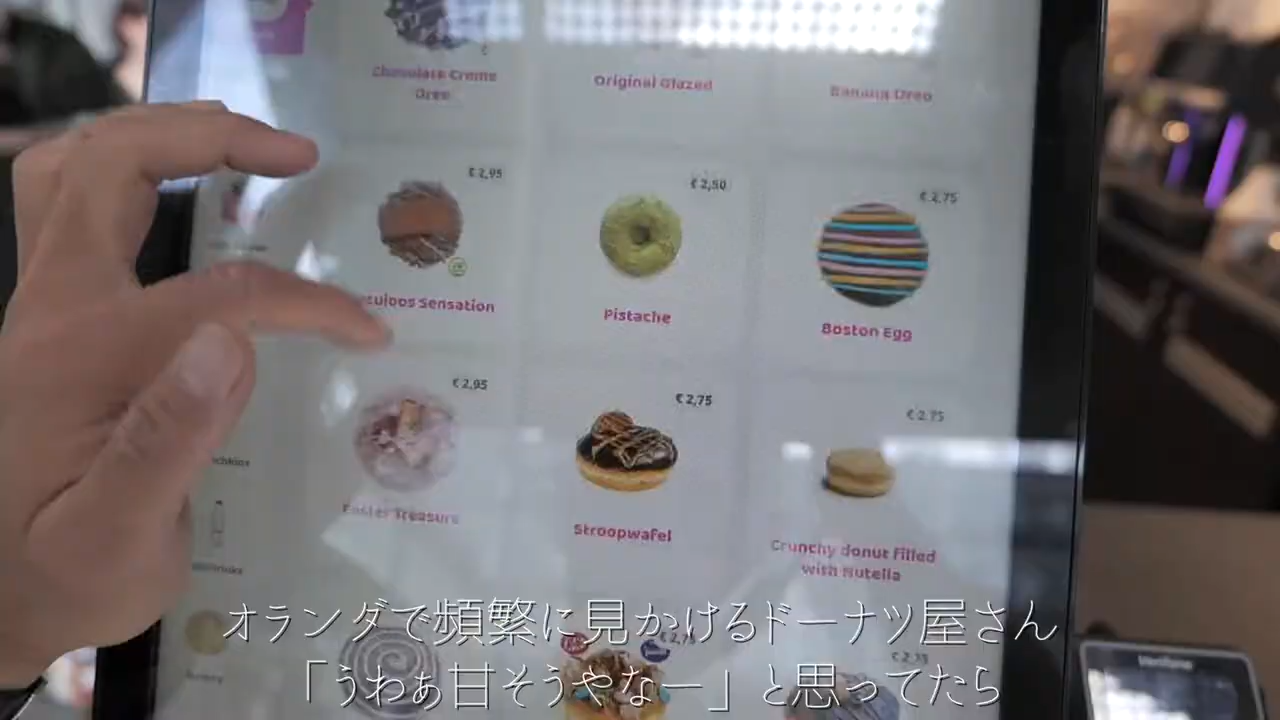 Chocolate Creme
Oreo
Original Glazed
Banana Oreo
€ 2,95
€ 2,50
€ 2,75
culoos Sensation
Pistache
Boston Egg
€ 2,95
€ 2,75
€ 2,75
Easter Treasure
Stroopwafel
Crunchy donut filled
with Nutella
€ 2,75
オランダで頻繁に見かけるドーナツ屋さん
「うわぁ甘そうやなー」と思ってたら